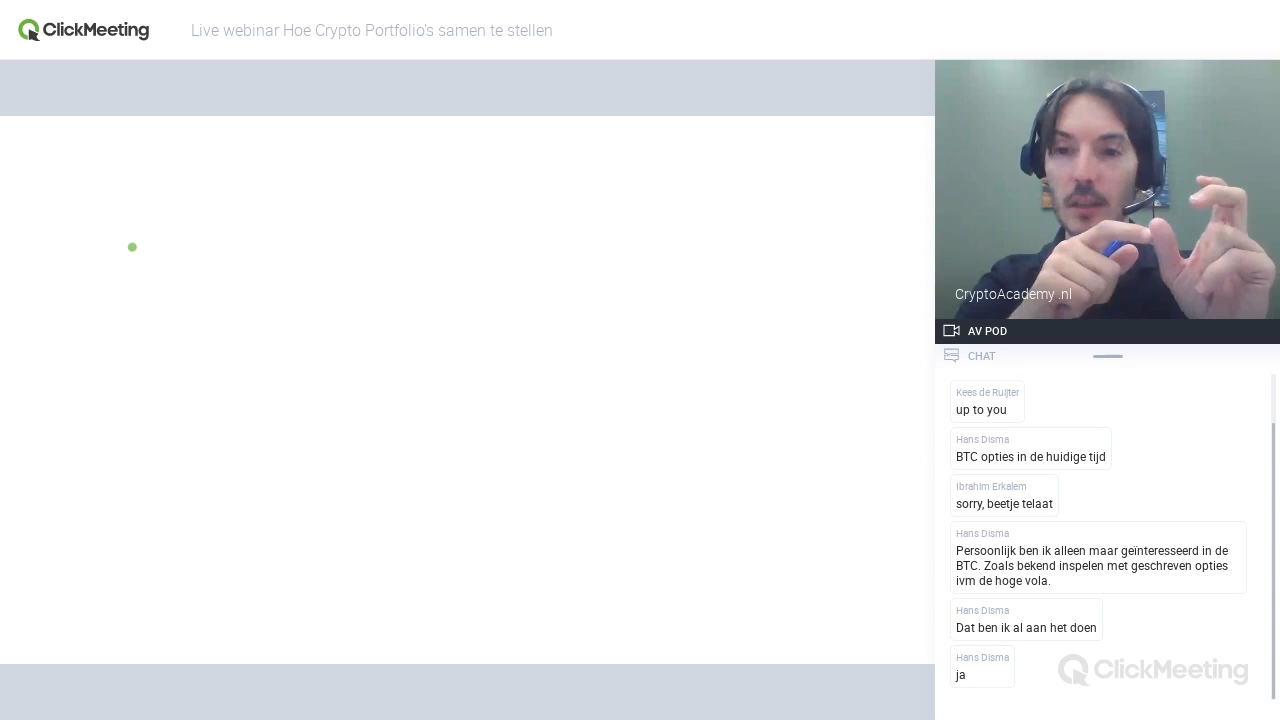 ClickMeeting
Live webinar Hoe Crypto Portfolio's samen te stellen
CryptoAcademy .nl
AV POD
CHAT
Kees de Ruijter
up to you
Hans Disma
BTC opties in de huidige tijd
Ibrahim Erkalem
sorry, beetje telaat
Hans Disma
Persoonlijk ben ik alleen maar geïnteresseerd in de
BTC. Zoals bekend inspelen met geschreven opties
ivm de hoge vola.
Hans Disma
Dat ben ik al aan het doen
Hans Disma
ja
ClickMeeting